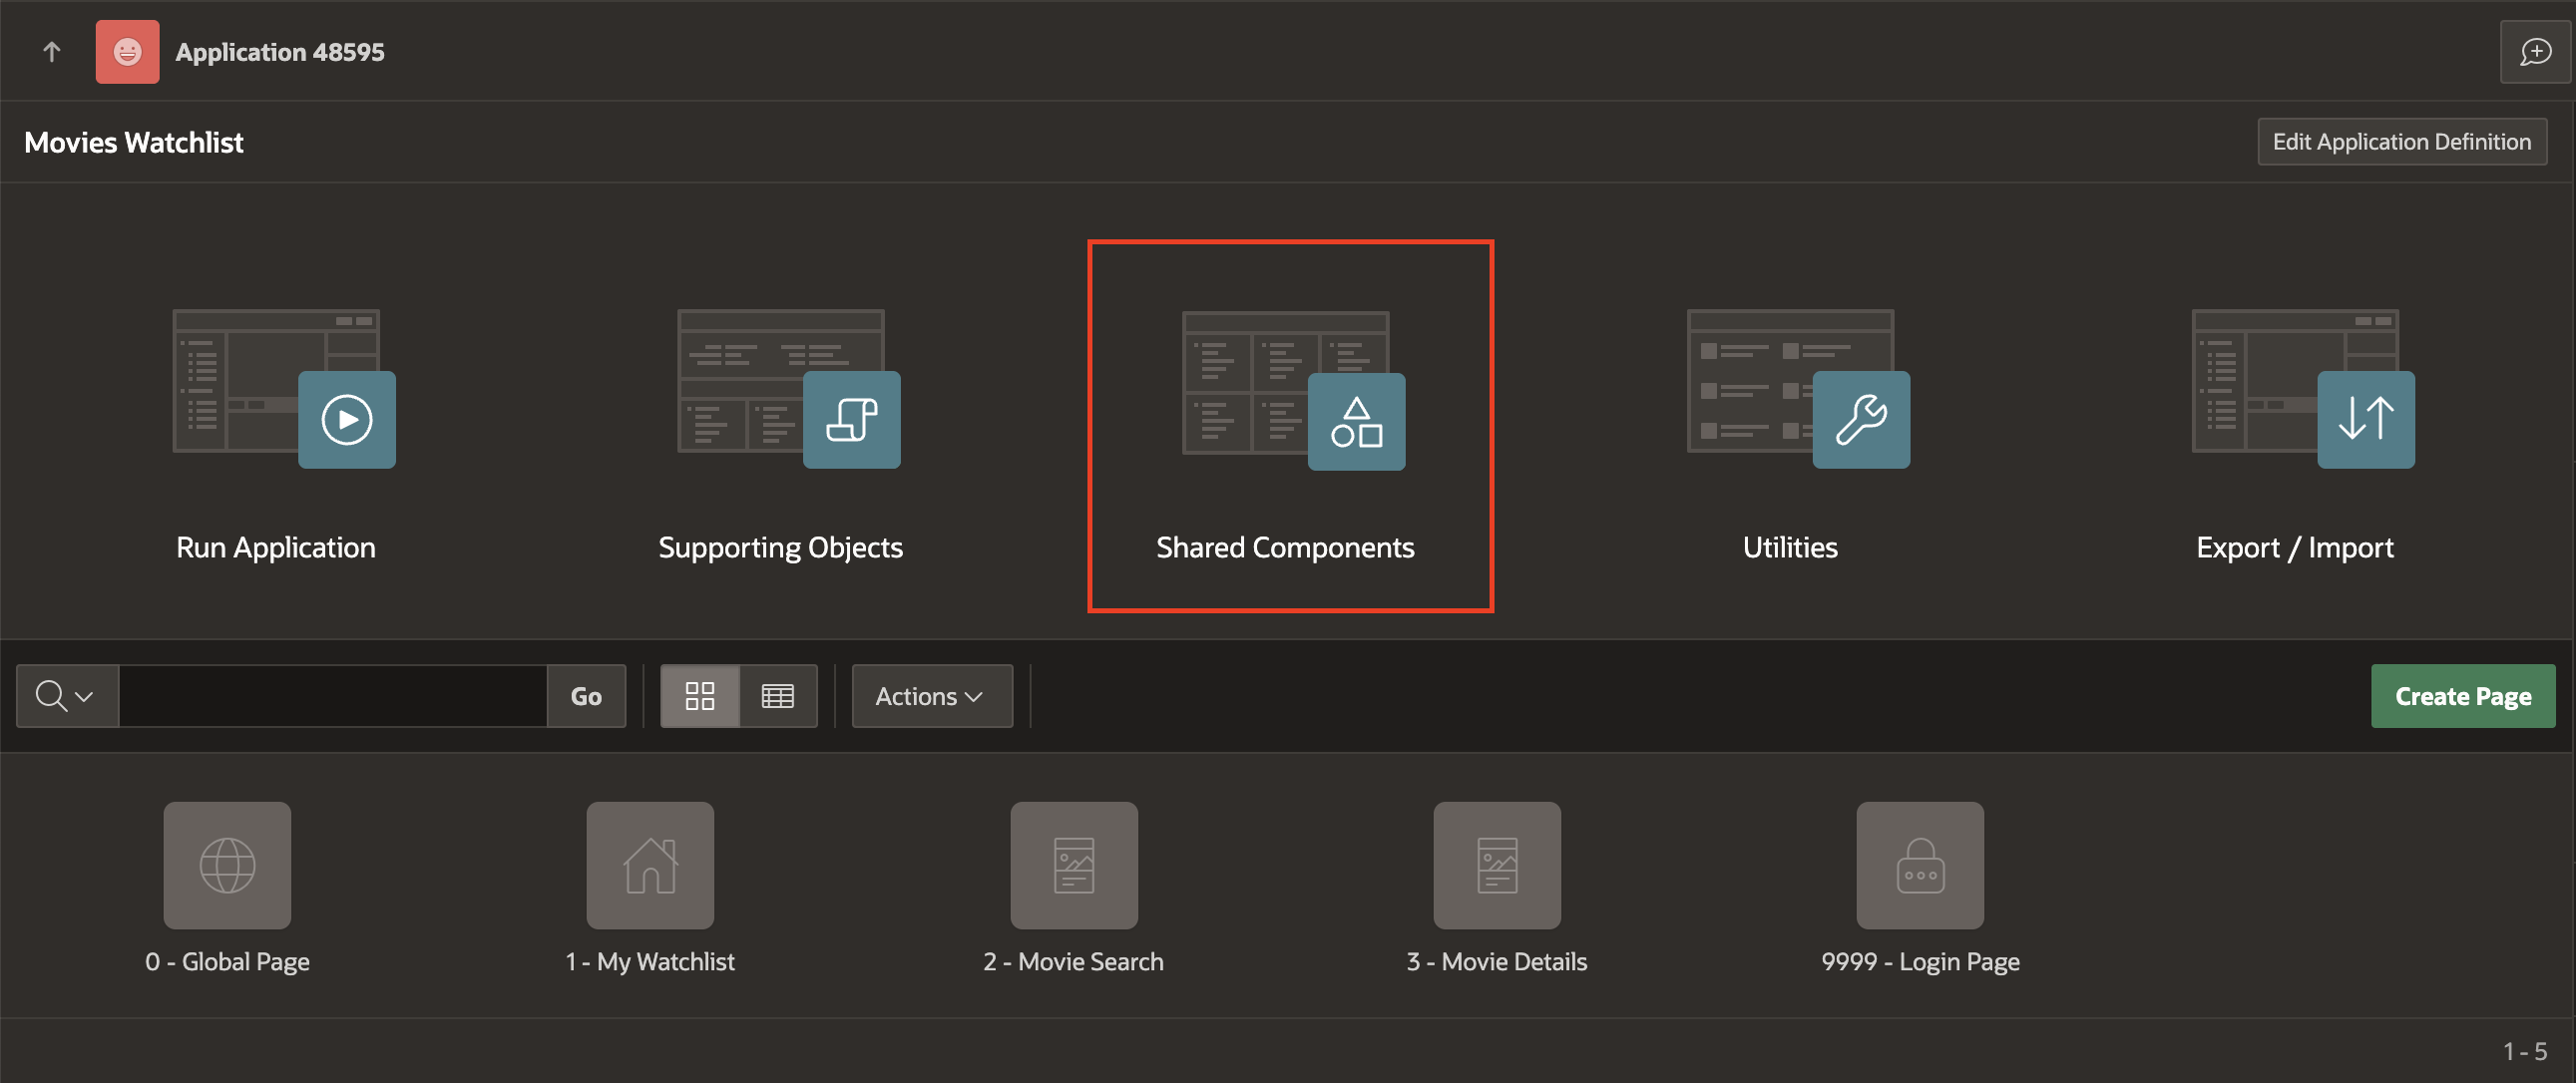 Application 48595
Movies Watchlist
Edit Application Definition
Run Application
Supporting Objects
Shared Components
Utilities
Export / Import
Go
Actions
Create Page
0 - Global Page
1 - My Watchlist
2 - Movie Search
3 - Movie Details
9999 - Login Page
1 - 5